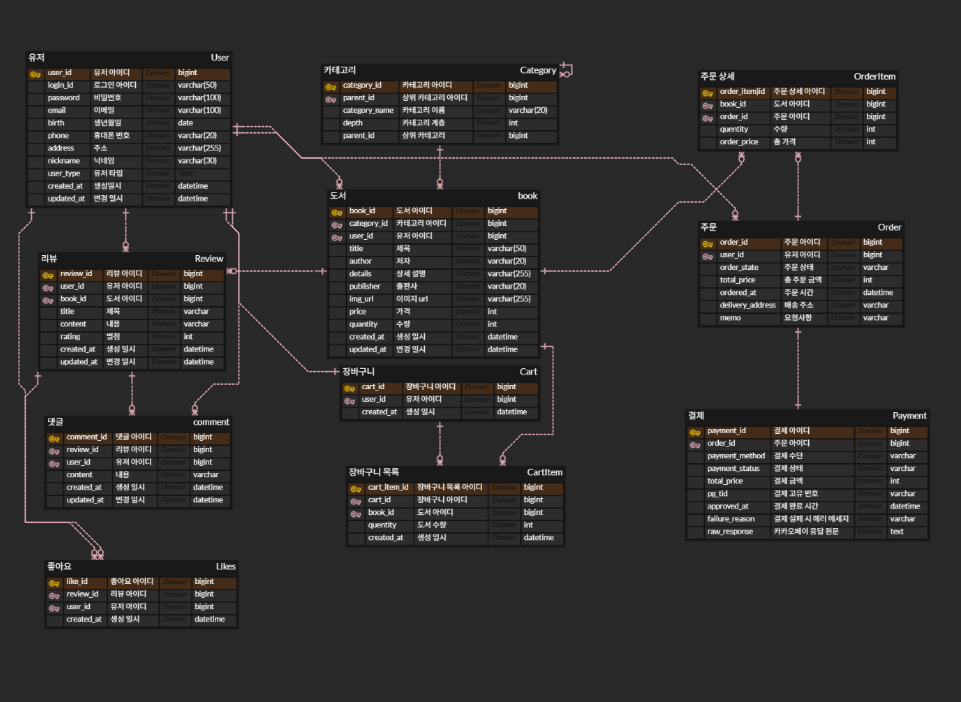 유저 User
user_id 유저 아이디 Domain bigint
login_id 로그인 아이디 Domain varchar(50)
password 비밀번호 Domain varchar(100)
email 이메일 Domain varchar(100)
birth 생년월일 Domain date
phone 휴대폰 번호 Domain varchar(20)
address 주소 Domain varchar(255)
nickname 닉네임 Domain varchar(30)
user_type 유저 타입 Domain Type
created_at 생성일시 Domain datetime
updated_at 변경 일시 Domain datetime
카테고리 Category
category_id 카테고리 아이디 Domain bigint
parent_id 상위 카테고리 아이디 Domain bigint
category_name 카테고리 이름 Domain varchar(20)
depth 카테고리 계층 Domain int
parent_id 상위 카테고리 Domain bigint
주문 상세 OrderItem
주문 상세 아이디 Domain bigint
book_id 도서 아이디 Domain bigint
order_id 주문 아이디 Domain bigint
quentity 수량 Domain int
order_price 총 가격 Domain int
도서 book
book_id 도서 아이디 Domain bigint
category_id 카테고리 아이디 Domain bigint
user_id 유저 아이디 Domain bigint
title 제목 Domain varchar(50)
author 저자 Domain varchar(20)
details 상세 설명 Domain varchar(255)
publisher 출판사 Domain varchar(20)
img_url 이미지 url Domain varchar(255)
price 가격 Domain int
quantity 수량 Domain int
created_at 생성 일시 Domain datetime
updated_at 변경 일시 Domain datetime
주문 Order
order_id 주문 아이디 Domain bigint
user_id 유저 아이디 Domain bigint
order_state 주문 상태 Domain varchar
total_price 총 주문 금액 Domain int
ordered_at 주문 시간 Domain datetime
delivery_address 배송 주소 Domain varchar
memo 요청사항 Domain varchar
리뷰 Review
review_id 리뷰 아이디 Domain bigint
user_id 유저 아이디 Domain bigint
book_id 도서 아이디 Domain bigint
title 제목 Domain varchar
content 내용 Domain varchar
rating 별점 Domain int
created_at 생성 일시 Domain datetime
updated_at 변경 일시 Domain datetime
장바구니 Cart
cart_id 장바구니 아이디 Domain bigint
user_id 유저 아이디 Domain bigint
created_at 생성 일시 Domain datetime
댓글 comment
comment_id 댓글 아이디 Domain bigint
review_id 리뷰 아이디 Domain bigint
user_id 유저 아이디 Domain bigint
content 내용 Domain varchar
created_at 생성 일시 Domain datetime
updated_at 변경 일시 Domain datetime
장바구니 목록 CartItem
cart_item_id 장바구니 목록 아이디 Domain bigint
cart_id 장바구니 아이디 Domain bigint
book_id 도서 아이디 Domain bigint
quentity 도서 수량 Domain int
created_at 생성 일시 Domain datetime
결제 Payment
payment_id 결제 아이디 Domain bigint
order_id 주문 아이디 Domain bigint
payment_method 결제 수단 Domain varchar
payment_status 결제 상태 Domain varchar
total_price 결제 금액 Domain int
pg_tid 결제 고유 번호 Domain varchar
approved_at 결제 완료 시간 Domain datetime
failure_reason 결제 실패 시 에러 메세지 Domain varchar
raw_response 카카오페이 응답 원문 Domain text
좋아요 Likes
like_id 좋아요 아이디 Domain bigint
review_id 리뷰 아이디 Domain bigint
user_id 유저 아이디 Domain bigint
created_at 생성 일시 Domain datetime